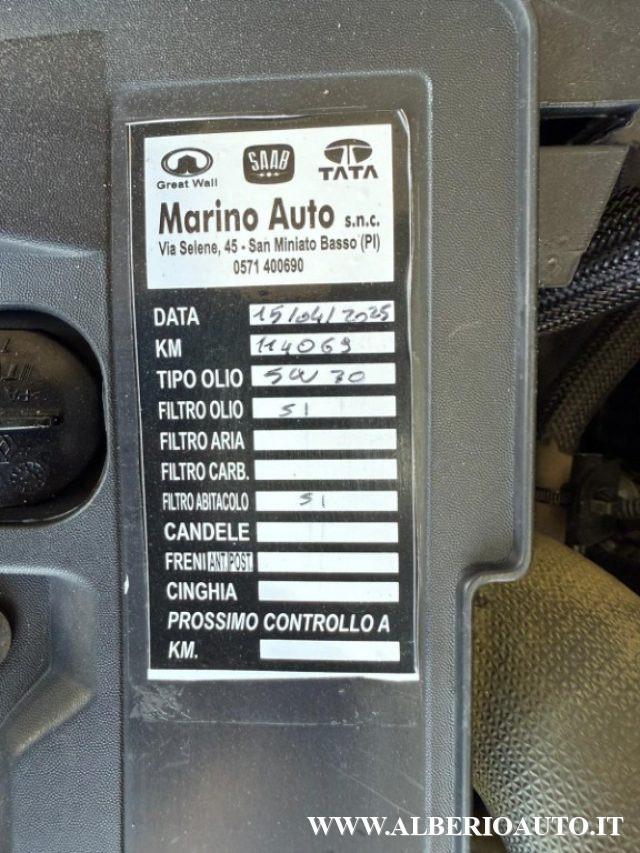 Great Wall SAAB TATA
Marino Auto s.n.c.
Via Selene, 45 - San Miniato Basso (PI)
0571 400690
DATA 15/04/2025
KM 114069
TIPO OLIO 5W30
FILTRO OLIO SI
FILTRO ARIA
FILTRO CARB.
FILTRO ABITACOLO SI
CANDELE
FRENI ANT. POST.
CINGHIA
PROSSIMO CONTROLLO A
KM.
WWW.ALBERIOAUTO.IT